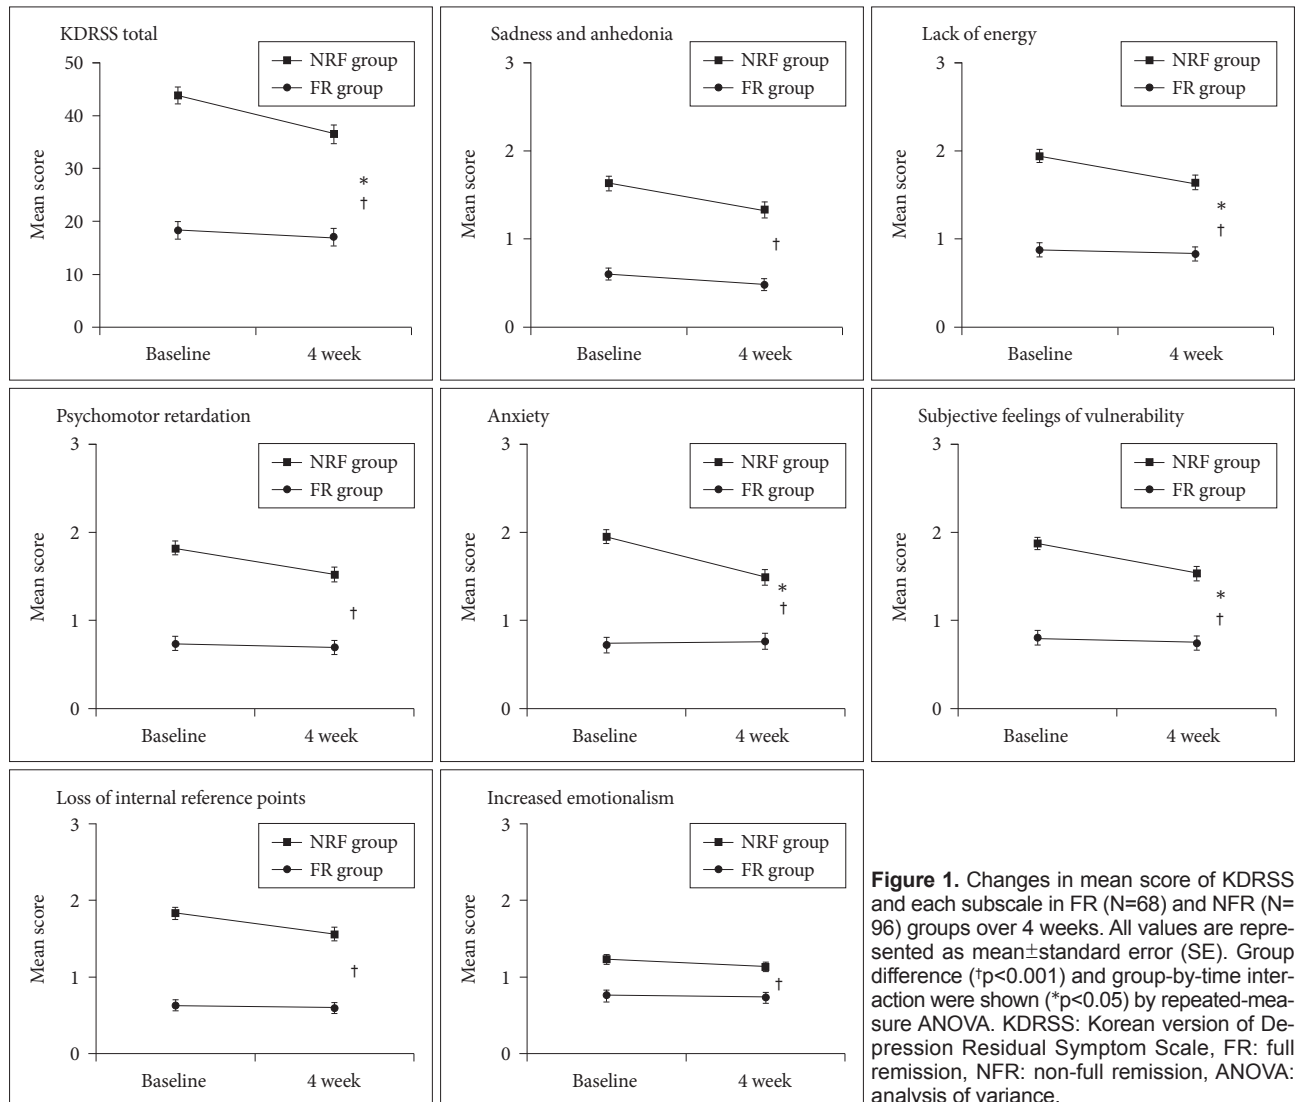 KDRSS total
NRF group
FR group
50
40
30
20
10
0
Mean score
*
†
Baseline 4 week
Sadness and anhedonia
NRF group
FR group
3
2
1
0
Mean score
†
Baseline 4 week
Lack of energy
NRF group
FR group
3
2
1
0
Mean score
*
†
Baseline 4 week
Psychomotor retardation
NRF group
FR group
3
2
1
0
Mean score
†
Baseline 4 week
Anxiety
NRF group
FR group
3
2
1
0
Mean score
*
†
Baseline 4 week
Subjective feelings of vulnerability
NRF group
FR group
3
2
1
0
Mean score
*
†
Baseline 4 week
Loss of internal reference points
NRF group
FR group
3
2
1
0
Mean score
†
Baseline 4 week
Increased emotionalism
NRF group
FR group
3
2
1
0
Mean score
†
Baseline 4 week
Figure 1. Changes in mean score of KDRSS
and each subscale in FR (N=68) and NFR (N=
96) groups over 4 weeks. All values are repre-
sented as mean±standard error (SE). Group
difference (†p<0.001) and group-by-time inter-
action were shown (*p<0.05) by repeated-mea-
sure ANOVA. KDRSS: Korean version of De-
pression Residual Symptom Scale, FR: full
remission, NFR: non-full remission, ANOVA:
analysis of variance.